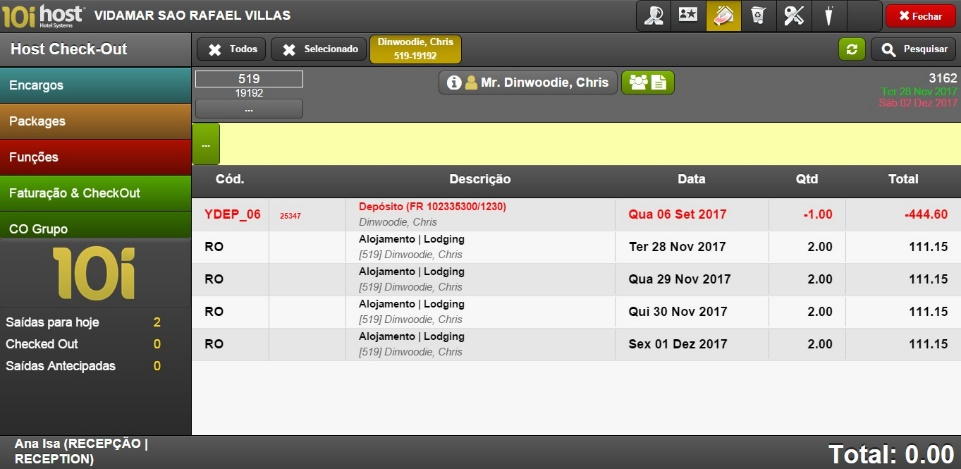 10i host VIDAMAR SAO RAFAEL VILLAS
Hotel Systems
Fechar
Host Check-Out
Todos
Selecionado
Dinwoodie, Chris
519-19192
Pesquisar
Encargos
Packages
Funções
Faturação & CheckOut
CO Grupo
519
19192
...
Mr. Dinwoodie, Chris
3162
Ter 28 Nov 2017
Sáb 02 Dez 2017
...
Cód. Descrição Data Qtd Total
YDEP_06 25347 Depósito (FR 102335300/1230) Qua 06 Set 2017 -1.00 -444.60
Dinwoodie, Chris
RO Alojamento | Lodging Ter 28 Nov 2017 2.00 111.15
[519] Dinwoodie, Chris
RO Alojamento | Lodging Qua 29 Nov 2017 2.00 111.15
[519] Dinwoodie, Chris
RO Alojamento | Lodging Qui 30 Nov 2017 2.00 111.15
[519] Dinwoodie, Chris
RO Alojamento | Lodging Sex 01 Dez 2017 2.00 111.15
[519] Dinwoodie, Chris
10i
Saídas para hoje 2
Checked Out 0
Saídas Antecipadas 0
Ana Isa (RECEPÇÃO |
RECEPTION)
Total: 0.00